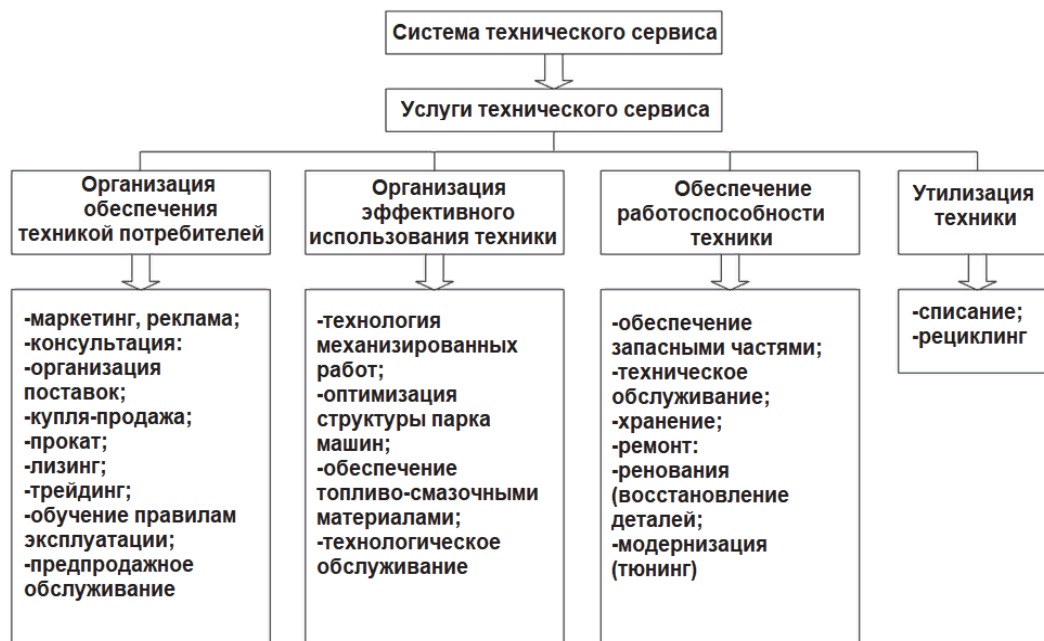 Система технического сервиса
Услуги технического сервиса
Организация
обеспечения
техникой потребителей
Организация
эффективного
использования техники
Обеспечение
работоспособности
техники
Утилизация
техники
-маркетинг, реклама;
-консультация:
-организация
поставок;
-купля-продажа;
-прокат;
-лизинг;
-трейдинг;
-обучение правилам
эксплуатации;
-предпродажное
обслуживание
-технология
механизированных
работ;
-оптимизация
структуры парка
машин;
-обеспечение
топливо-смазочными
материалами;
-технологическое
обслуживание
-обеспечение
запасными частями;
-техническое
обслуживание;
-хранение;
-ремонт:
-ренования
(восстановление
деталей;
-модернизация
(тюнинг)
-списание;
-рециклинг